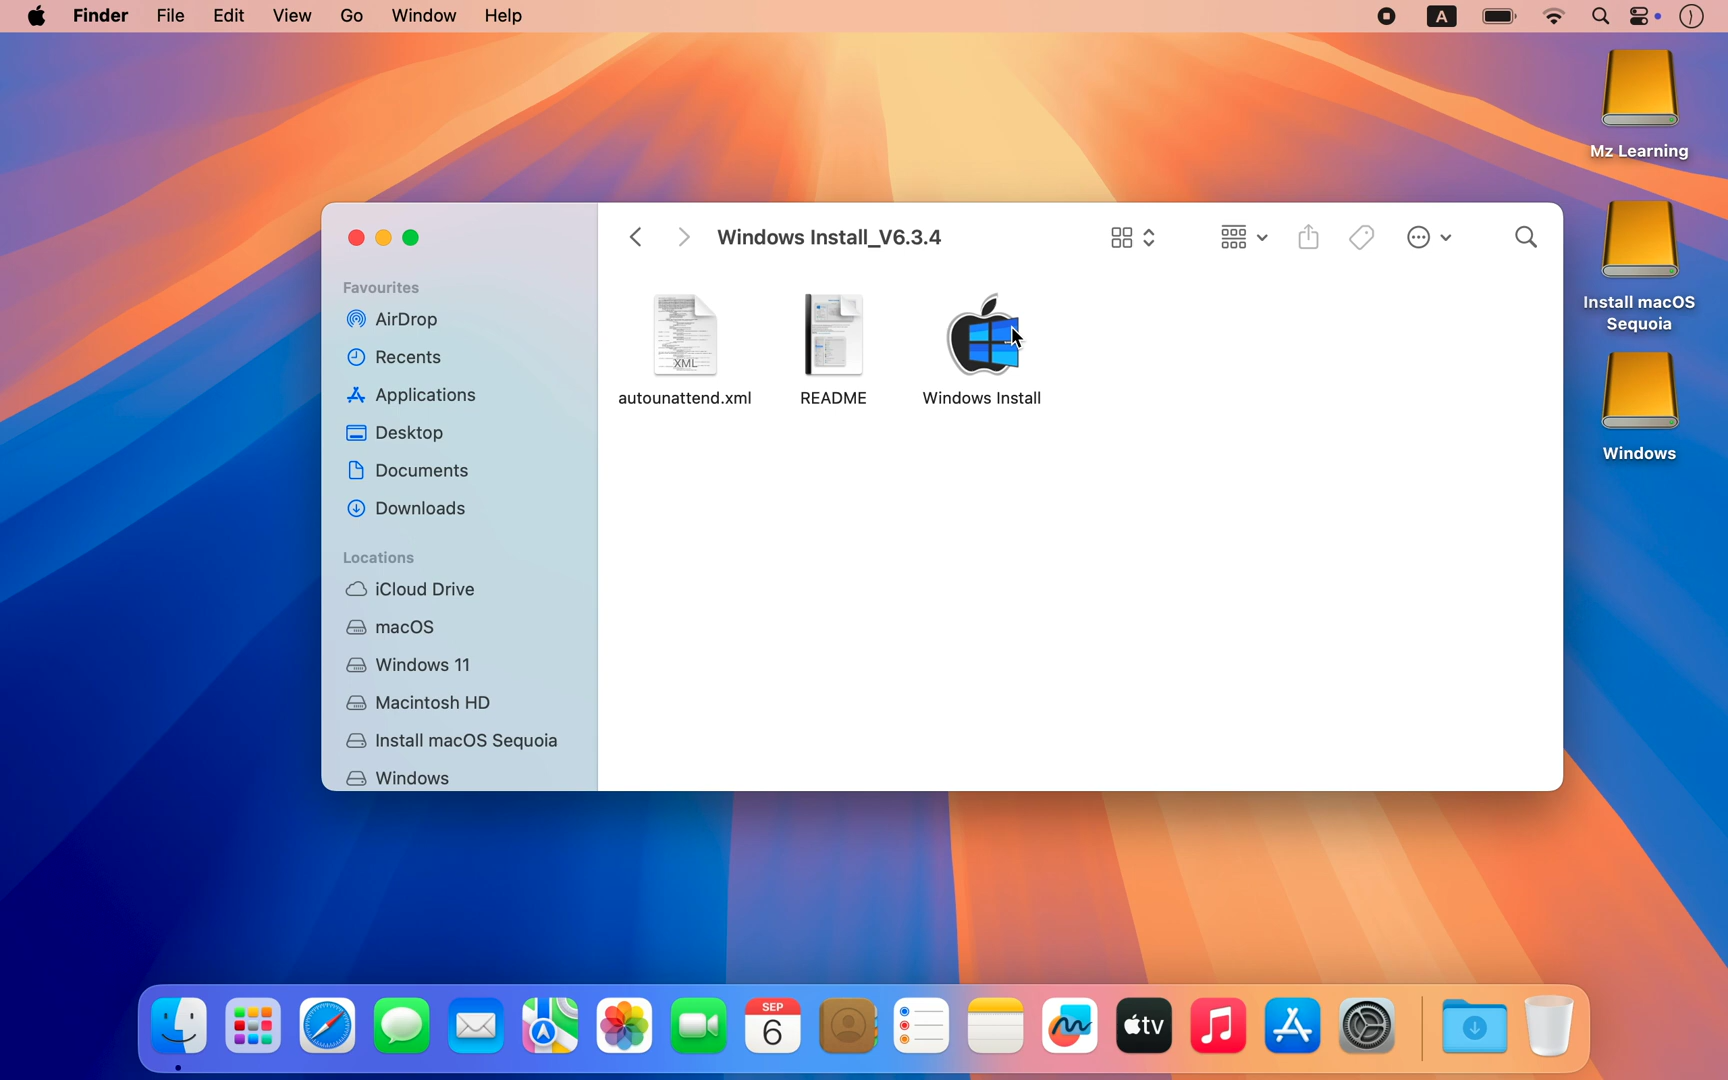 Finder File Edit View Go Window Help A
Mz Learning
Windows Install_V6.3.4
Favourites
AirDrop
Recents
Applications
Desktop
Documents
Downloads
Locations
iCloud Drive
macOS
Windows 11
Macintosh HD
Install macOS Sequoia
Windows
XML
autounattend.xml README Windows Install
Install macOS
Sequoia
Windows
SEP
6
tv